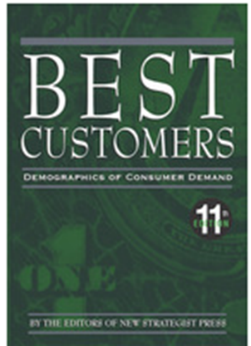 BEST
CUSTOMERS
DEMOGRAPHICS OF CONSUMER DEMAND
11th
EDITION
ONE
BY THE EDITORS OF NEW STRATEGIST PRESS